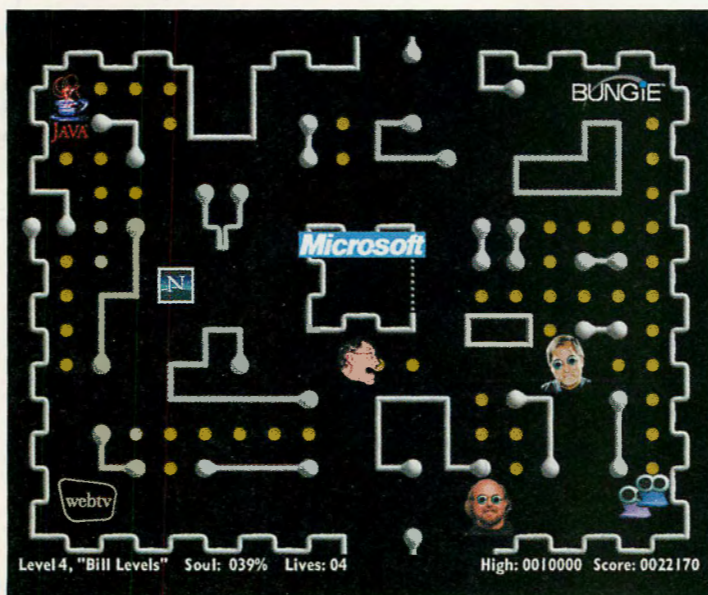 BUNGiE
JAVA
Microsoft
N
webtv
Level 4, "Bill Levels" Soul: 039% Lives: 04 High: 0010000 Score: 0022170